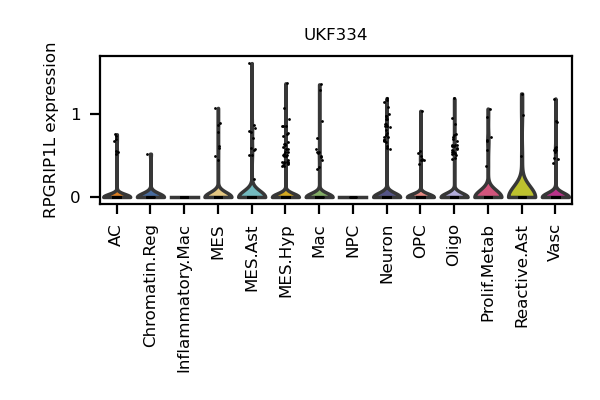 UKF334
RPGRIP1L expression
1
0
AC
Chromatin.Reg
Inflammatory.Mac
MES
MES.Ast
MES.Hyp
Mac
NPC
Neuron
OPC
Oligo
Prolif.Metab
Reactive.Ast
Vasc